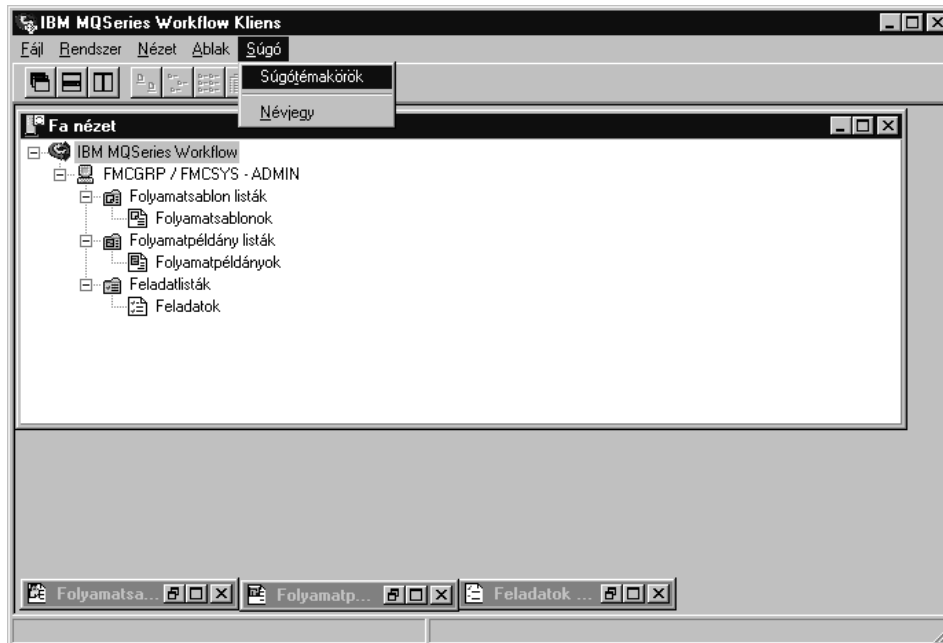 IBM MQSeries Workflow Kliens
Fájl Rendszer Nézet Ablak Súgó
Súgótémakörök
Névjegy
Fa nézet
IBM MQSeries Workflow
FMCGRP / FMCSYS - ADMIN
Folyamatsablon listák
Folyamatsablonok
Folyamatpéldány listák
Folyamatpéldányok
Feladatlisták
Feladatok
Folyamatsa... Folyamatp... Feladatok ...